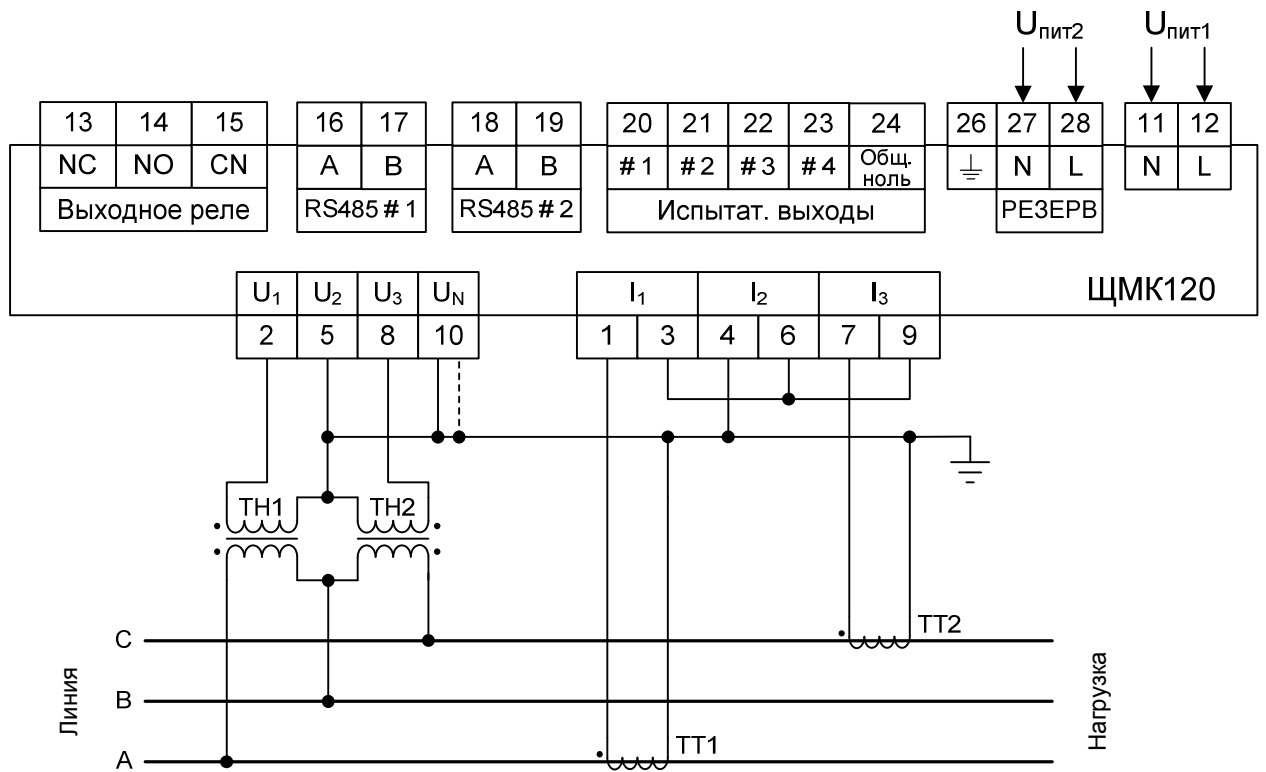 Uпит2 Uпит1
13 14 15 16 17 18 19 20 21 22 23 24 26 27 28 11 12
NC NO CN A B A B #1 #2 #3 #4 Общ. ноль N L N L
Выходное реле RS485 #1 RS485 #2 Испытат. выходы РЕЗЕРВ
U1 U2 U3 UN I1 I2 I3 ЩМК120
2 5 8 10 1 3 4 6 7 9
ТН1 ТН2
C ТТ2
B
A ТТ1
Линия
Нагрузка